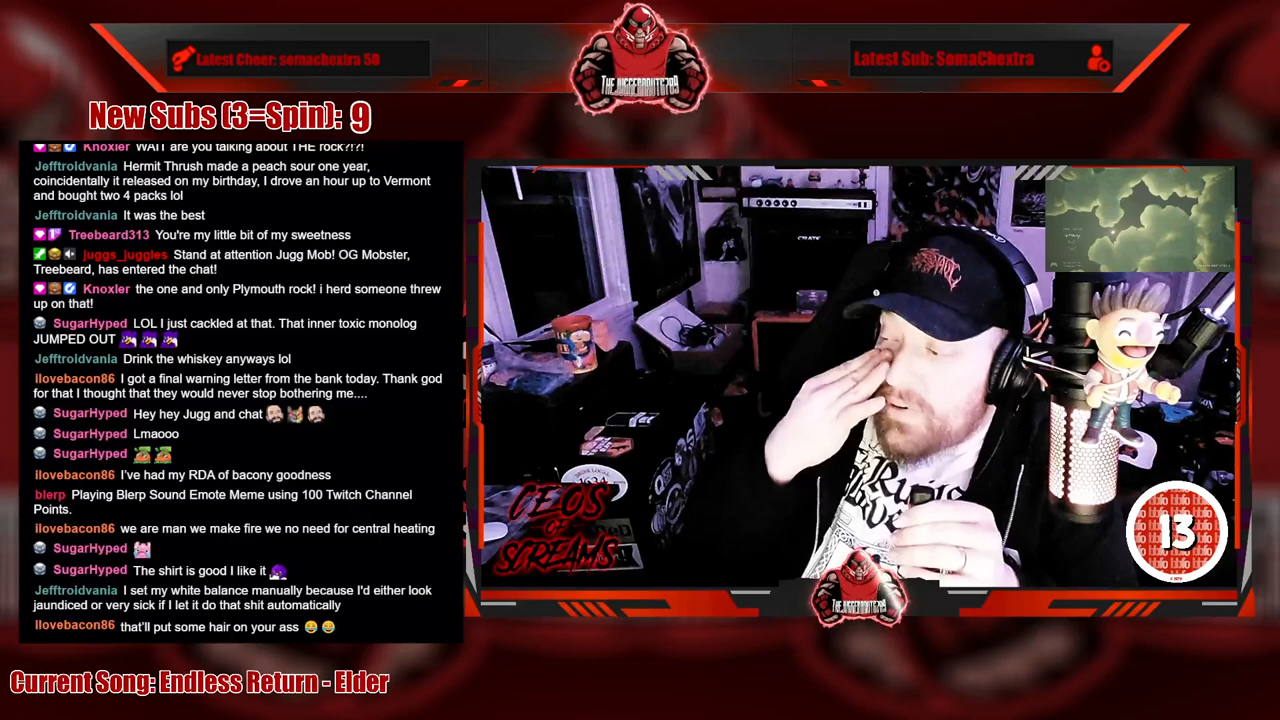 Latest Cheer: somachextra 50
THEJUGGERNAUT6789
Latest Sub: SomaChextra
New Subs (3=Spin): 9
Knoxler WAIT are you talking about THE rock?!?!
Jefftroldvania Hermit Thrush made a peach sour one year,
coincidentally it released on my birthday, I drove an hour up to Vermont
and bought two 4 packs lol
Jefftroldvania It was the best
Treebeard313 You're my little bit of my sweetness
juggs_juggles Stand at attention Jugg Mob! OG Mobster,
Treebeard, has entered the chat!
Knoxler the one and only Plymouth rock! i herd someone threw
up on that!
SugarHyped LOL I just cackled at that. That inner toxic monolog
JUMPED OUT
Jefftroldvania Drink the whiskey anyways lol
Ilovebacon86 I got a final warning letter from the bank today. Thank god
for that I thought that they would never stop bothering me....
SugarHyped Hey hey Jugg and chat
SugarHyped Lmaooo
SugarHyped
Ilovebacon86 I've had my RDA of bacony goodness
blerp Playing Blerp Sound Emote Meme using 100 Twitch Channel
Points.
Ilovebacon86 we are man we make fire we no need for central heating
SugarHyped
SugarHyped The shirt is good I like it
Jefftroldvania I set my white balance manually because I'd either look
jaundiced or very sick if I let it do that shit automatically
Ilovebacon86 that'll put some hair on your ass
CRATE
1634
CEOS
OF
SCREAMS
13
Current Song: Endless Return - Elder